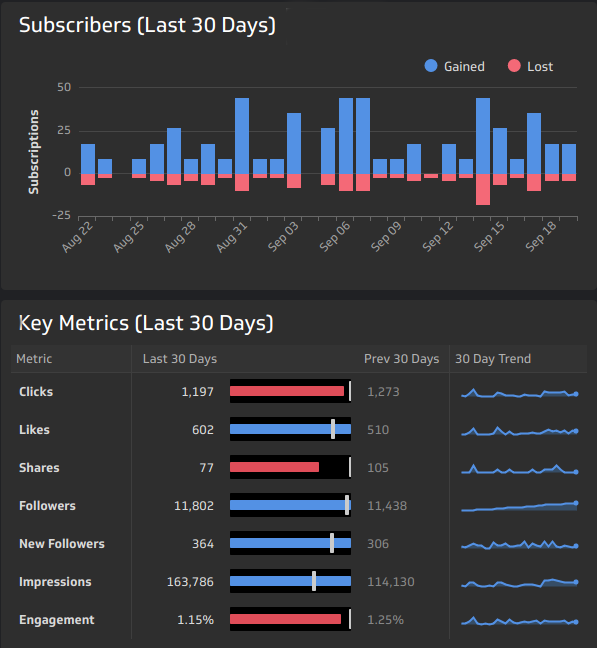 Subscribers (Last 30 Days)
Gained Lost
50
25
0
-25
Subscriptions
Aug 22 Aug 25 Aug 28 Aug 31 Sep 03 Sep 06 Sep 09 Sep 12 Sep 15 Sep 18
Key Metrics (Last 30 Days)
Metric Last 30 Days Prev 30 Days 30 Day Trend
Clicks 1,197 1,273
Likes 602 510
Shares 77 105
Followers 11,802 11,438
New Followers 364 306
Impressions 163,786 114,130
Engagement 1.15% 1.25%